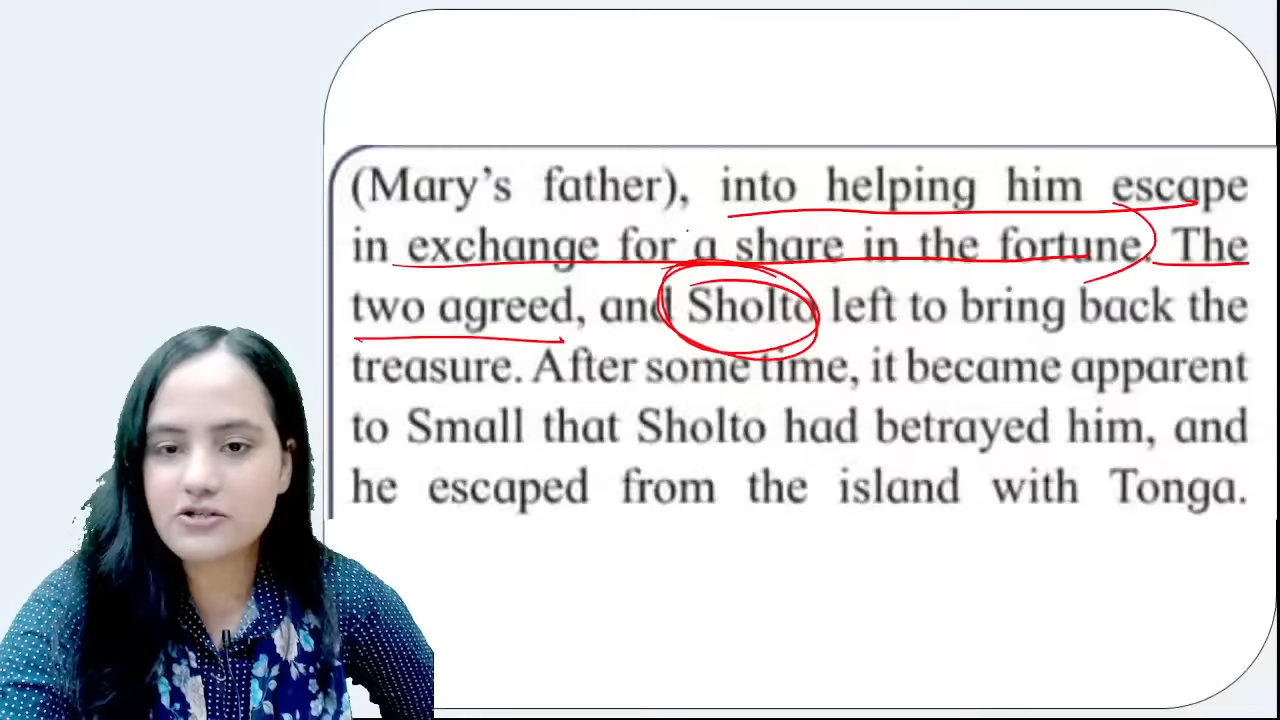 (Mary’s father), into helping him escape
in exchange for a share in the fortune. The
two agreed, and Sholto left to bring back the
treasure. After some time, it became apparent
to Small that Sholto had betrayed him, and
he escaped from the island with Tonga.